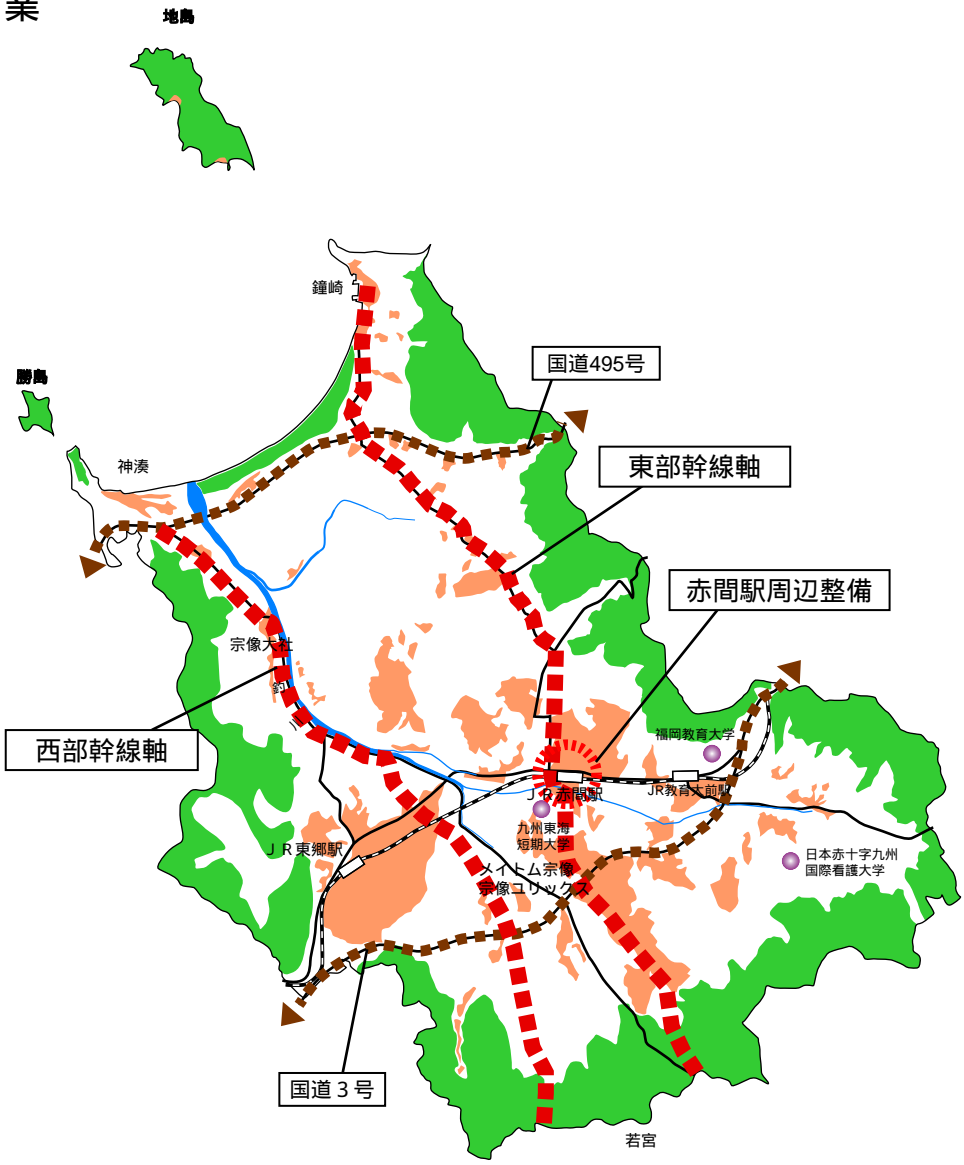 業
地島
鐘崎
国道495号
勝島
神湊
東部幹線軸
赤間駅周辺整備
宗像大社
釣
西部幹線軸
福岡教育大学
JR赤間駅
JR教育大前駅
九州東海
短期大学
JR東郷駅
日本赤十字九州
国際看護大学
メイトム宗像
宗像ユリックス
国道３号
若宮